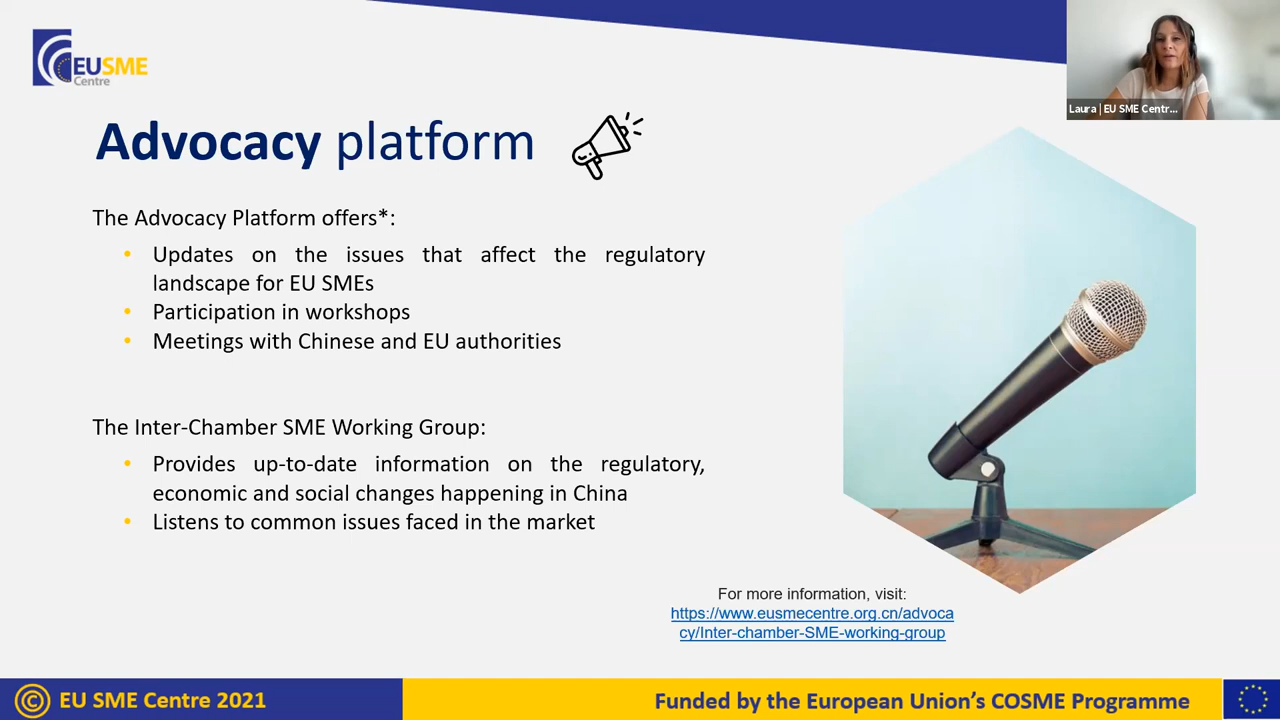 EUSME
Centre
Laura | EU SME Centr...
Advocacy platform
The Advocacy Platform offers*:
• Updates on the issues that affect the regulatory
landscape for EU SMEs
• Participation in workshops
• Meetings with Chinese and EU authorities
The Inter-Chamber SME Working Group:
• Provides up-to-date information on the regulatory,
economic and social changes happening in China
• Listens to common issues faced in the market
For more information, visit:
https://www.eusmecentre.org.cn/advoca
cy/Inter-chamber-SME-working-group
© EU SME Centre 2021
Funded by the European Union’s COSME Programme